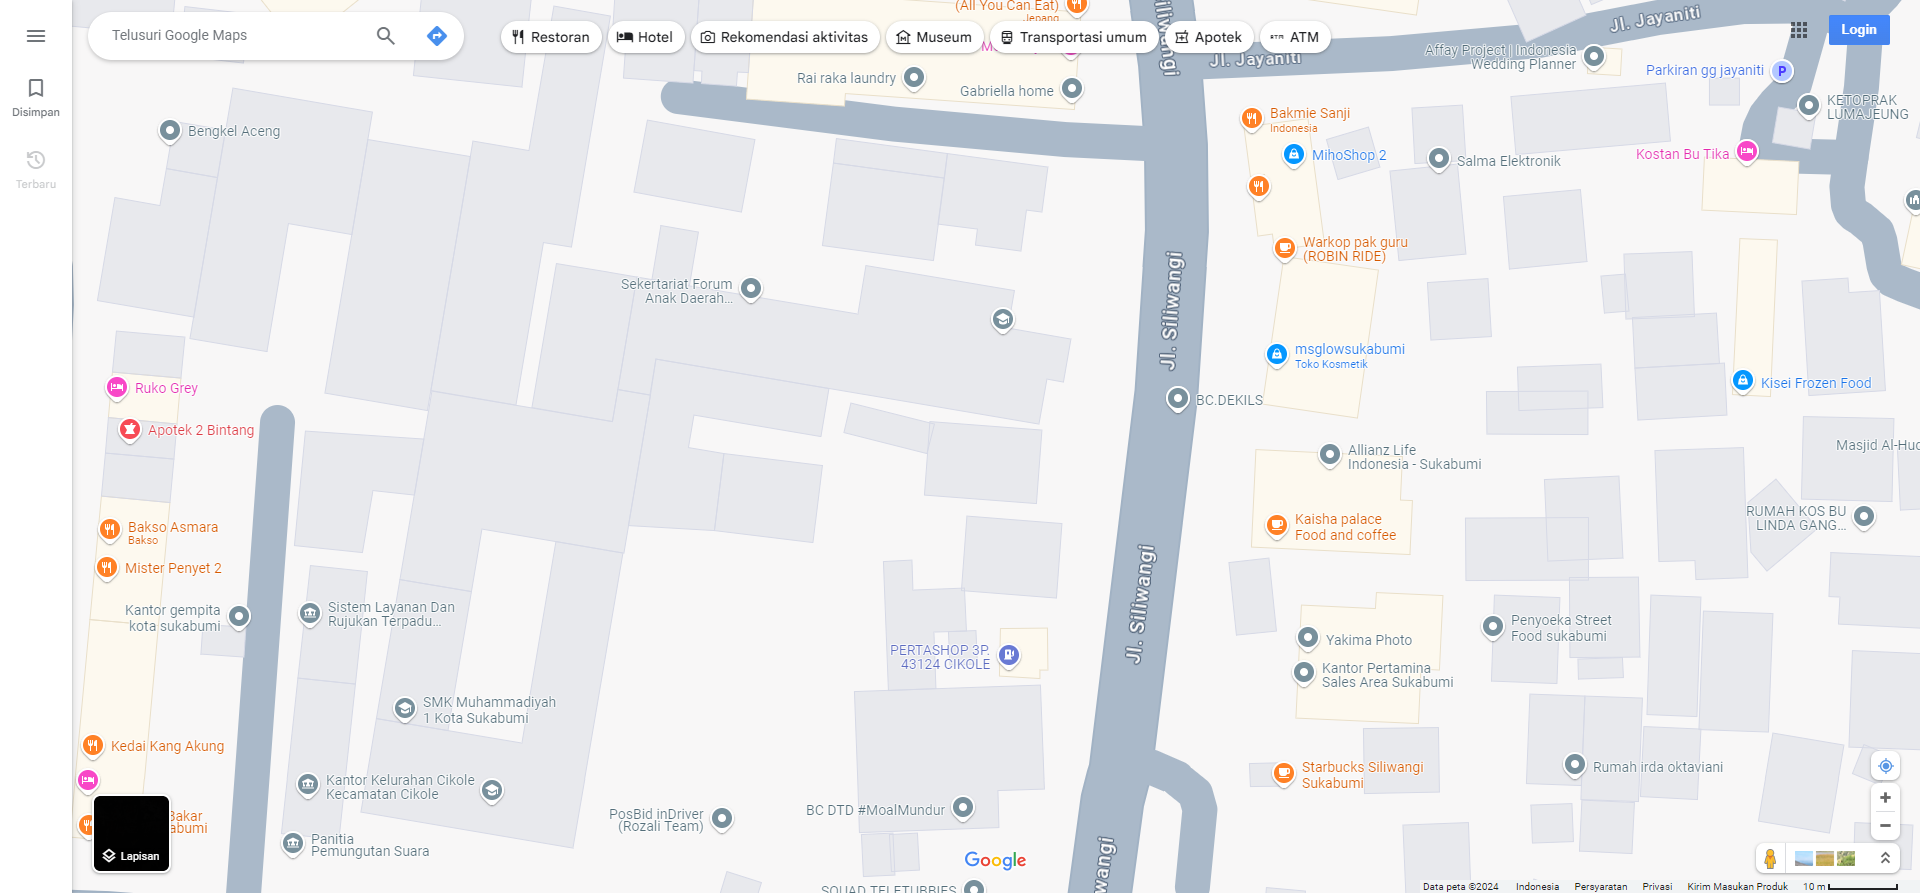 Telusuri Google Maps
Restoran
Hotel
Rekomendasi aktivitas
Museum
Transportasi umum
Apotek
ATM
Login
Disimpan
Terbaru
(All You Can Eat)
Jepang
Jl. Jayaniti
Jl. Jayaniti
Affay Project | Indonesia
Wedding Planner
Parkiran gg jayaniti
KETOPRAK
LUMAJEUNG
Rai raka laundry
Gabriella home
Bakmie Sanji
Indonesia
MihoShop 2
Salma Elektronik
Kostan Bu Tika
Bengkel Aceng
Warkop pak guru
(ROBIN RIDE)
Sekertariat Forum
Anak Daerah...
Jl. Siliwangi
msglowsukabumi
Toko Kosmetik
Ruko Grey
Kisei Frozen Food
BC.DEKILS
Apotek 2 Bintang
Allianz Life
Indonesia - Sukabumi
Masjid Al-Hud
RUMAH KOS BU
LINDA GANG...
Bakso Asmara
Bakso
Kaisha palace
Food and coffee
Mister Penyet 2
Jl. Siliwangi
Kantor gempita
kota sukabumi
Sistem Layanan Dan
Rujukan Terpadu...
Penyoeka Street
Food sukabumi
Yakima Photo
PERTASHOP 3P.
43124 CIKOLE
Kantor Pertamina
Sales Area Sukabumi
SMK Muhammadiyah
1 Kota Sukabumi
Kedai Kang Akung
Starbucks Siliwangi
Sukabumi
Rumah irda oktaviani
Kantor Kelurahan Cikole
Kecamatan Cikole
PosBid inDriver
(Rozali Team)
BC DTD #MoalMundur
Bakar
abumi
Panitia
Pemungutan Suara
Lapisan
Google
SQUAD TELETUBBIES
Data peta ©2024
Indonesia
Persyaratan
Privasi
Kirim Masukan Produk
10 m